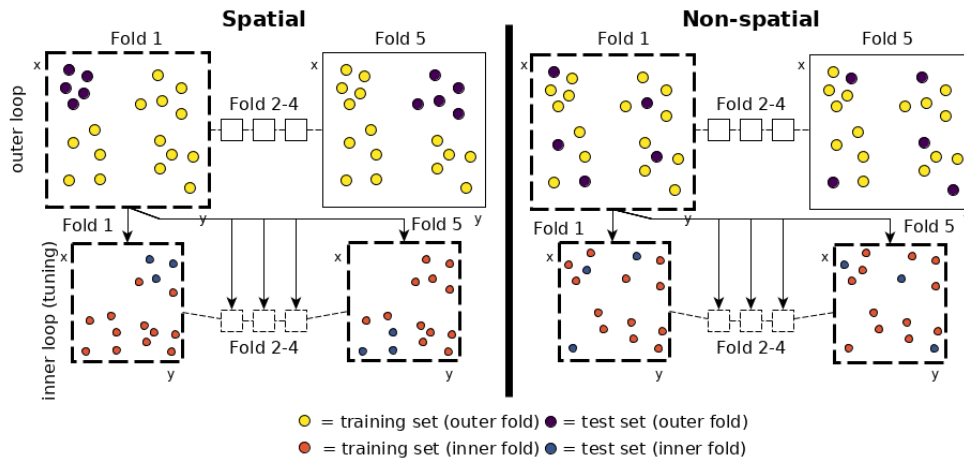 Spatial
Non-spatial
Fold 1
Fold 5
Fold 1
Fold 5
x
x
x
x
outer loop
Fold 2-4
Fold 2-4
y
y
y
y
Fold 1
Fold 5
Fold 1
Fold 5
x
x
x
x
inner loop (tuning)
Fold 2-4
Fold 2-4
y
y
y
y
= training set (outer fold)
= test set (outer fold)
= training set (inner fold)
= test set (inner fold)